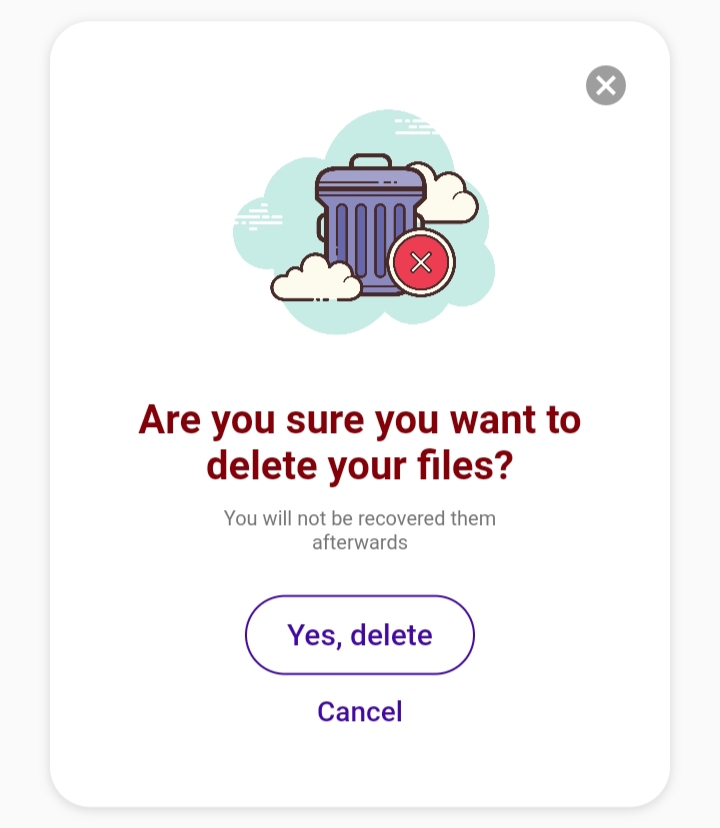 Are you sure you want to
delete your files?
You will not be recovered them
afterwards
Yes, delete
Cancel